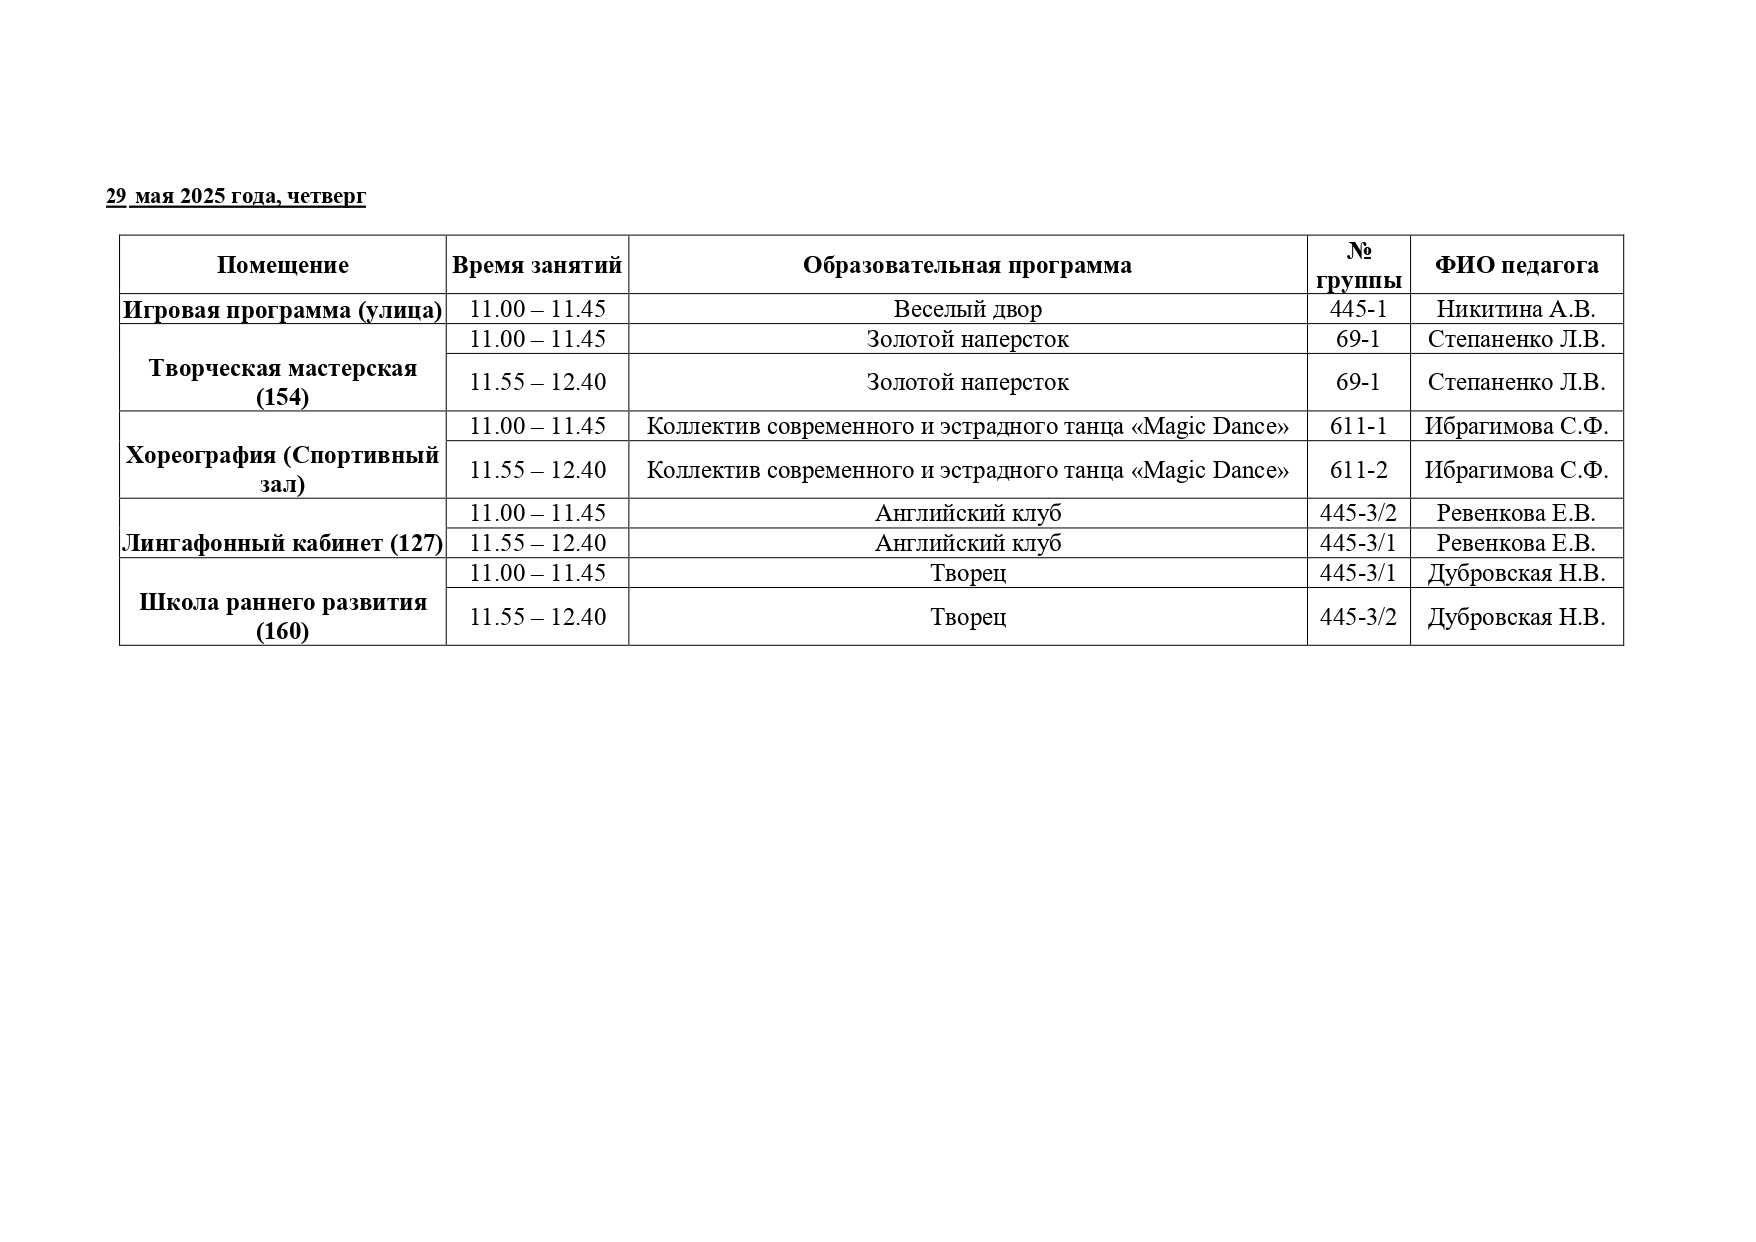 29 мая 2025 года, четверг
Помещение Время занятий Образовательная программа № группы ФИО педагога
Игровая программа (улица) 11.00 – 11.45 Веселый двор 445-1 Никитина А.В.
Творческая мастерская (154) 11.00 – 11.45 Золотой наперсток 69-1 Степаненко Л.В.
11.55 – 12.40 Золотой наперсток 69-1 Степаненко Л.В.
Хореография (Спортивный зал) 11.00 – 11.45 Коллектив современного и эстрадного танца «Magic Dance» 611-1 Ибрагимова С.Ф.
11.55 – 12.40 Коллектив современного и эстрадного танца «Magic Dance» 611-2 Ибрагимова С.Ф.
Лингафонный кабинет (127) 11.00 – 11.45 Английский клуб 445-3/2 Ревенкова Е.В.
11.55 – 12.40 Английский клуб 445-3/1 Ревенкова Е.В.
Школа раннего развития (160) 11.00 – 11.45 Творец 445-3/1 Дубровская Н.В.
11.55 – 12.40 Творец 445-3/2 Дубровская Н.В.